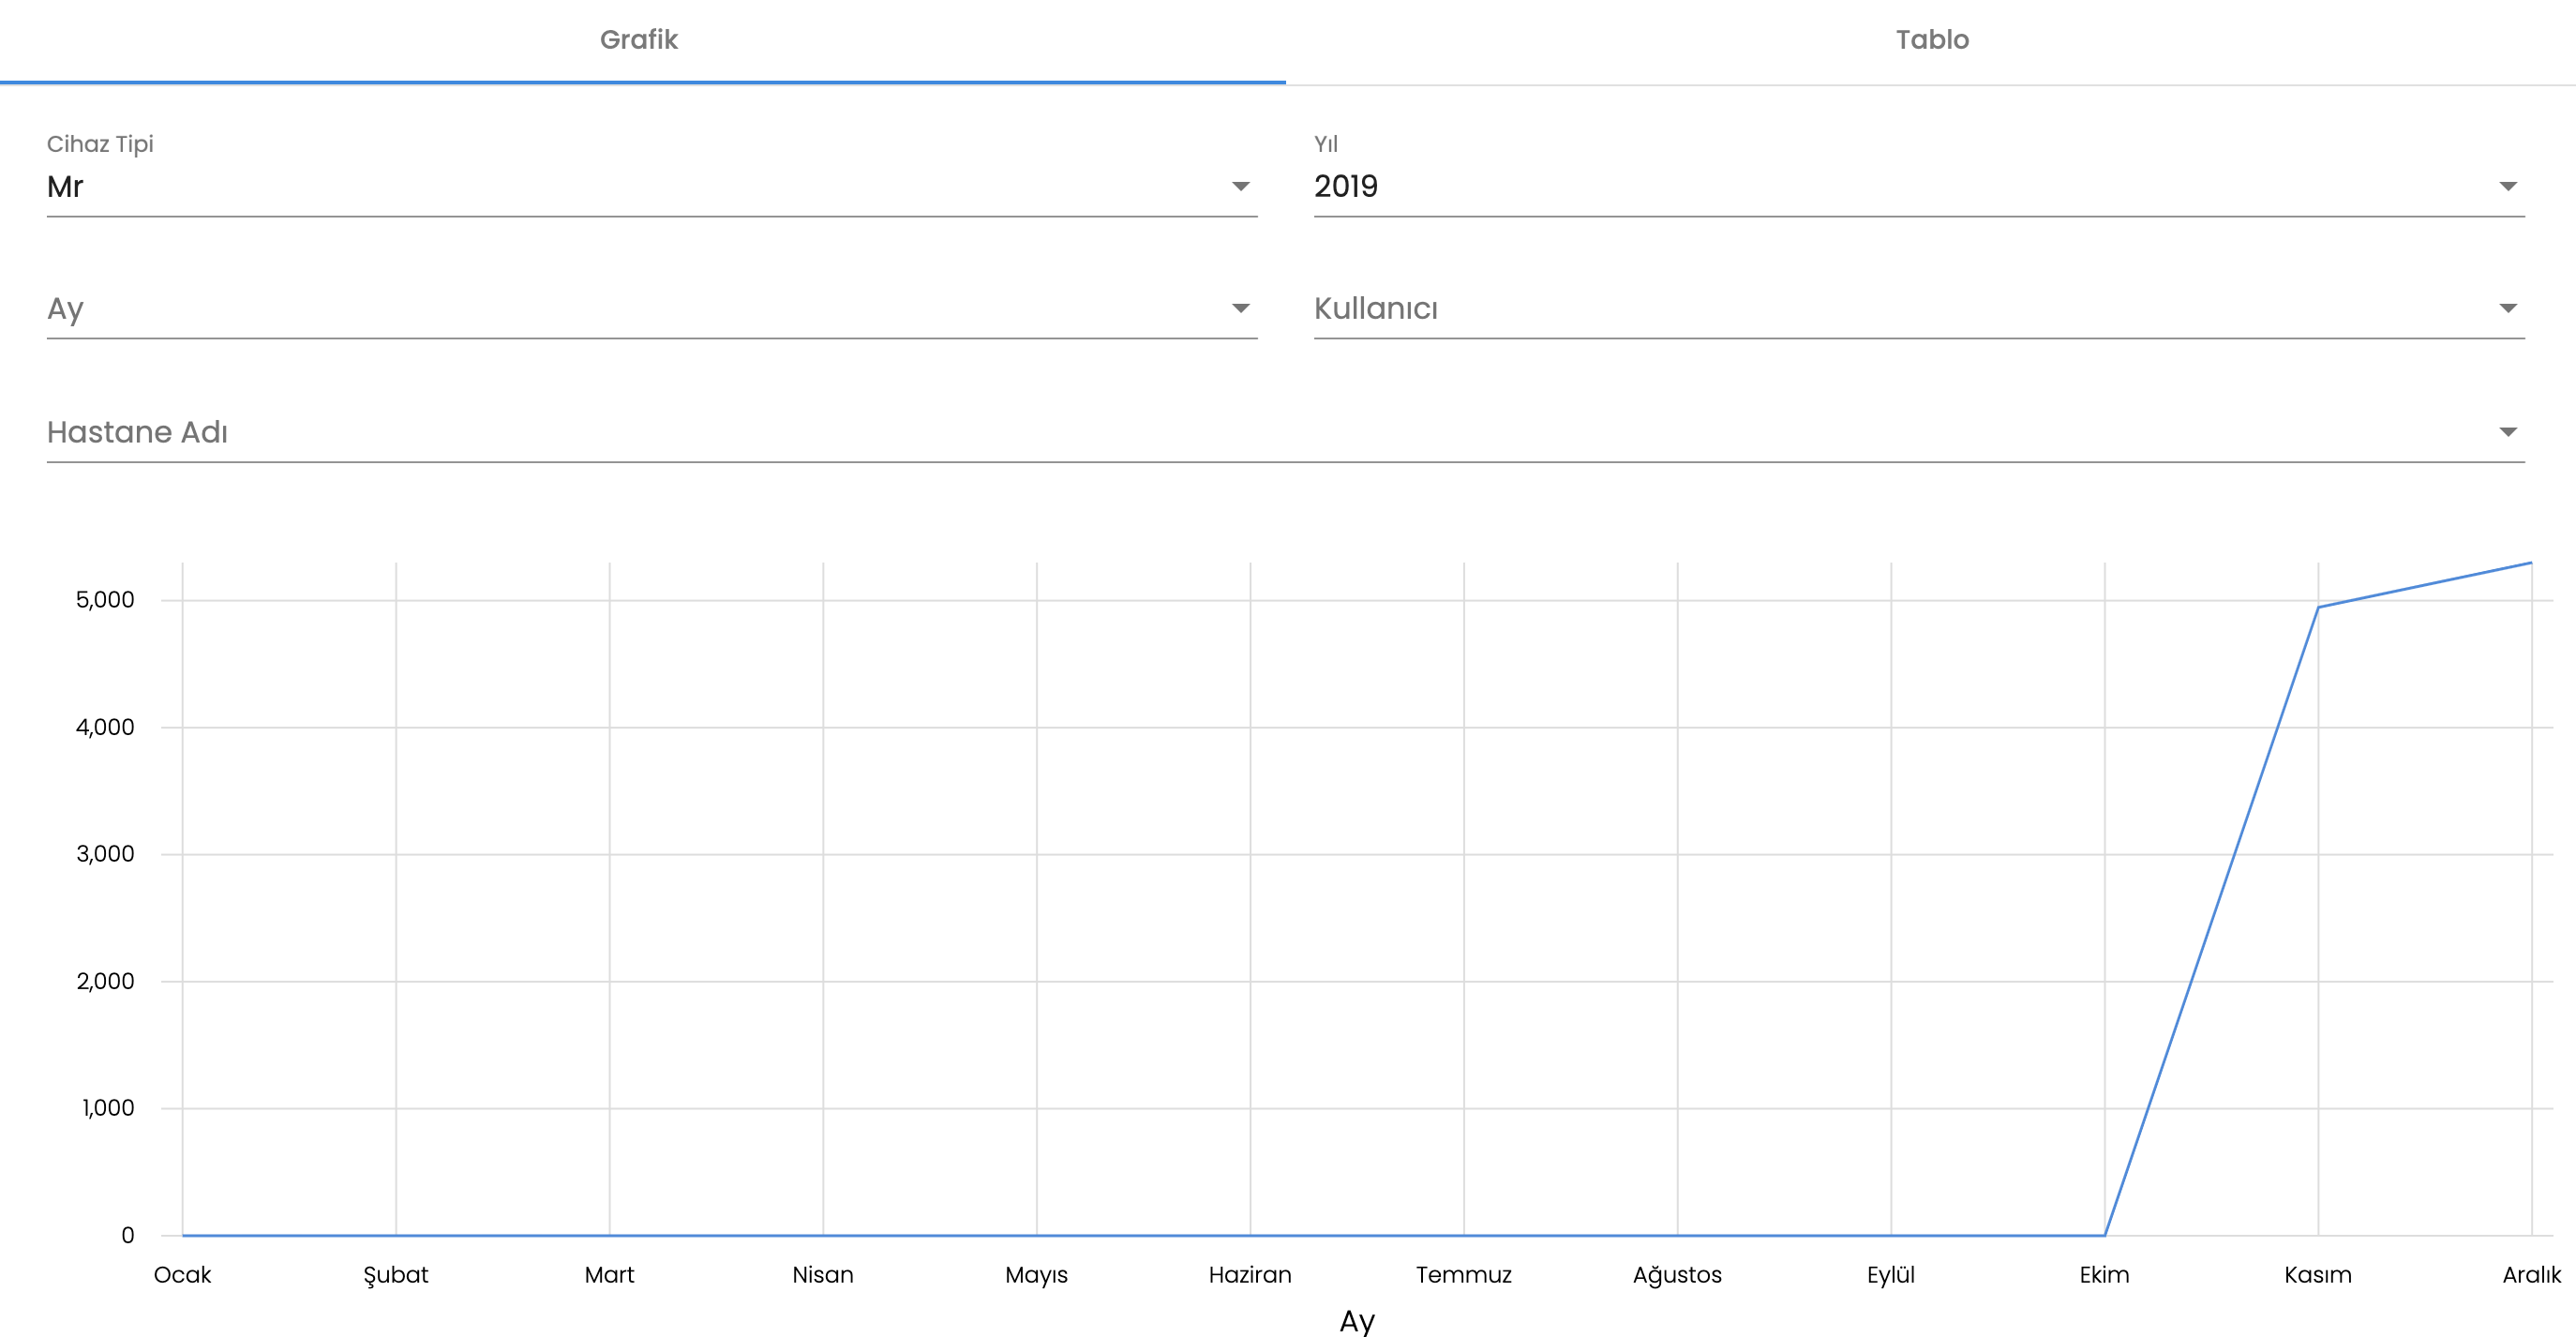 Grafik Tablo
Cihaz Tipi Yıl
Mr 2019
Ay Kullanıcı
Hastane Adı
5,000
4,000
3,000
2,000
1,000
0
Ocak Şubat Mart Nisan Mayıs Haziran Temmuz Ağustos Eylül Ekim Kasım Aralık
Ay